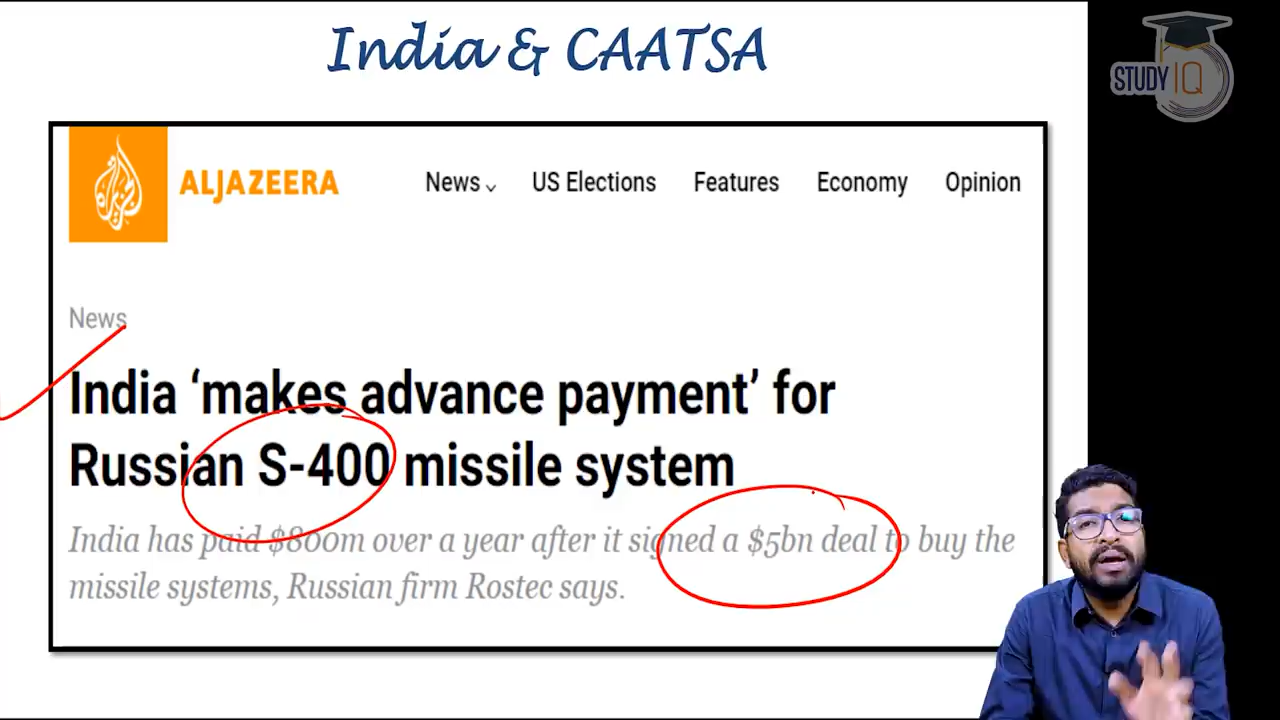 India & CAATSA
STUDY IQ
ALJAZEERA
News US Elections Features Economy Opinion
News
India ‘makes advance payment’ for
Russian S-400 missile system
India has paid $800m over a year after it signed a $5bn deal to buy the
missile systems, Russian firm Rostec says.